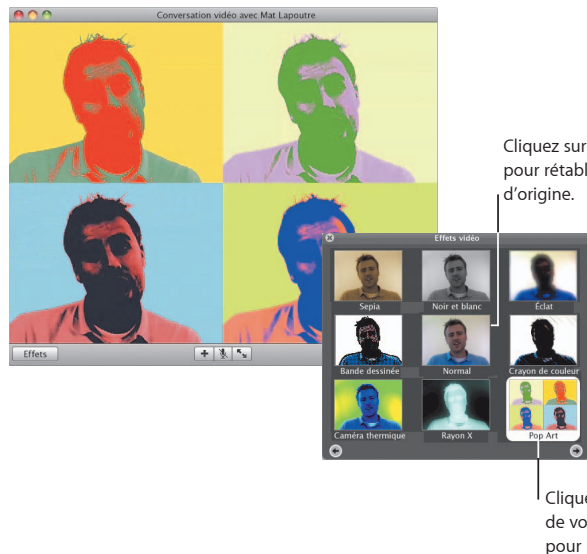 Conversation vidéo avec Mat Lapoutre
Cliquez sur
pour rétabl
d'origine.
Effets
Effets vidéo
Sepia
Noir et blanc
Éclat
Bande dessinée
Normal
Crayon de couleur
Caméra thermique
Rayon X
Pop Art
Clique
de vo
pour